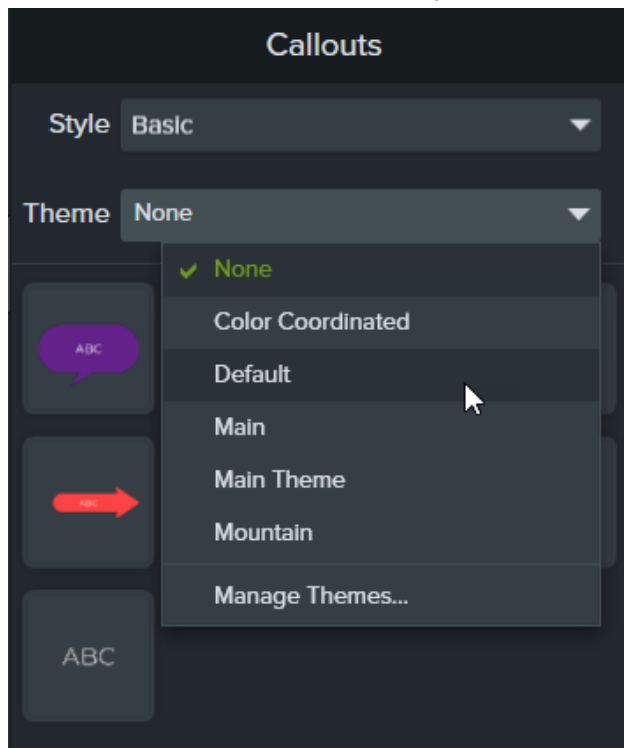 Callouts
Style Basic
Theme None
None
Color Coordinated
ABC
Default
Main
ABC
Main Theme
Mountain
Manage Themes...
ABC